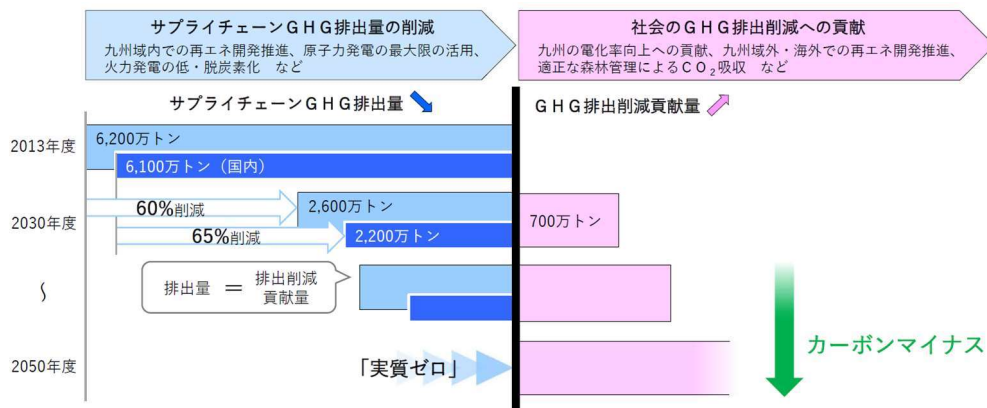 サプライチェーンＧＨＧ排出量の削減
九州域内での再エネ開発推進、原子力発電の最大限の活用、
火力発電の低・脱炭素化　など
社会のＧＨＧ排出削減への貢献
九州の電化率向上への貢献、九州域外・海外での再エネ開発推進、
適正な森林管理によるＣＯ₂吸収　など
サプライチェーンＧＨＧ排出量
ＧＨＧ排出削減貢献量
2013年度
6,200万トン
6,100万トン（国内）
2030年度
60%削減
2,600万トン
700万トン
65%削減
2,200万トン
～
排出量 ＝ 排出削減
貢献量
2050年度
「実質ゼロ」
カーボンマイナス